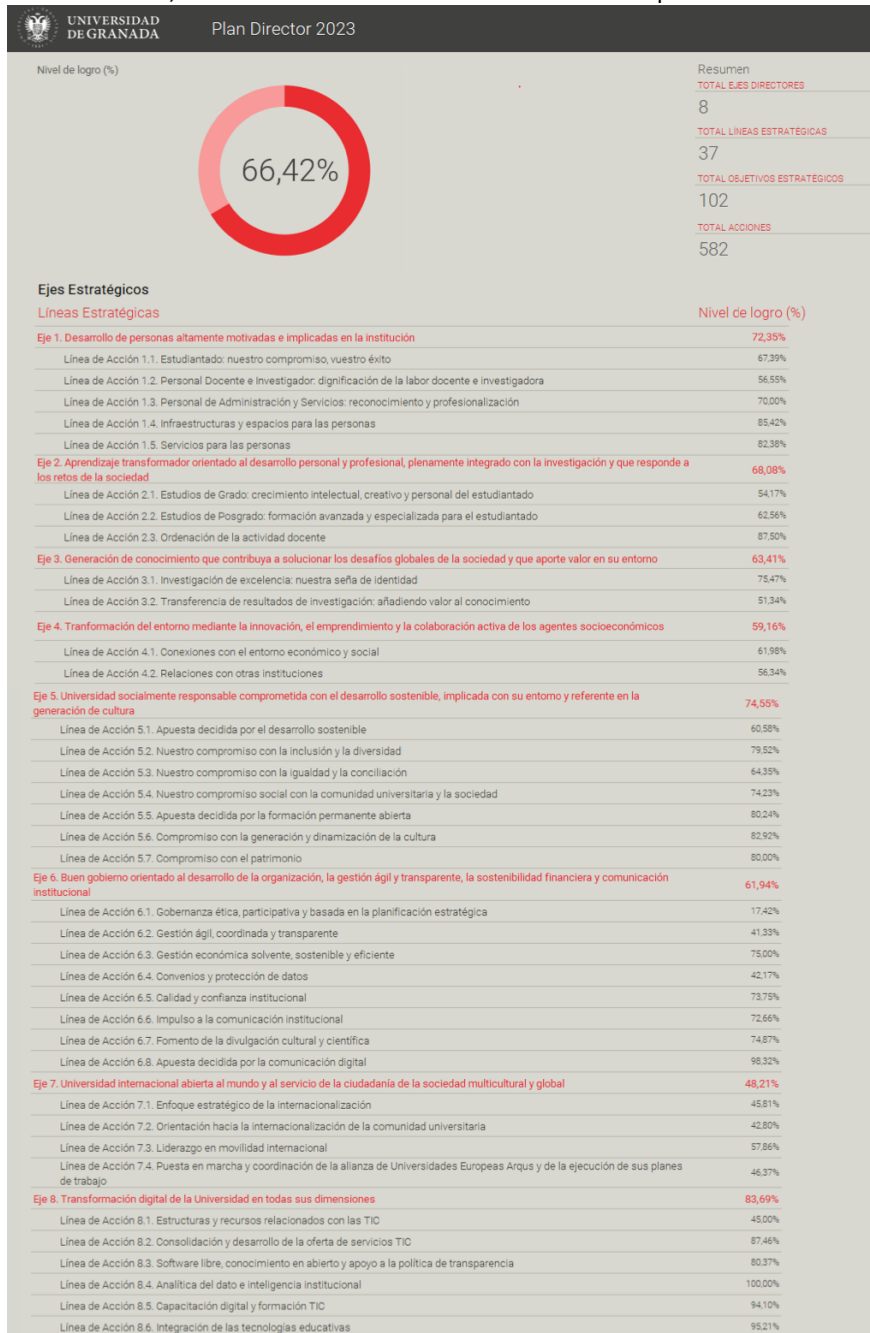 UNIVERSIDAD
DE GRANADA
Plan Director 2023
Nivel de logro (%)
66,42%
Resumen
TOTAL EJES DIRECTORES
8
TOTAL LÍNEAS ESTRATÉGICAS
37
TOTAL OBJETIVOS ESTRATÉGICOS
102
TOTAL ACCIONES
582
Ejes Estratégicos
Líneas Estratégicas Nivel de logro (%)
Eje 1. Desarrollo de personas altamente motivadas e implicadas en la institución 72,35%
Línea de Acción 1.1. Estudiantado: nuestro compromiso, vuestro éxito 67,39%
Línea de Acción 1.2. Personal Docente e Investigador: dignificación de la labor docente e investigadora 56,55%
Línea de Acción 1.3. Personal de Administración y Servicios: reconocimiento y profesionalización 70,00%
Línea de Acción 1.4. Infraestructuras y espacios para las personas 85,42%
Línea de Acción 1.5. Servicios para las personas 82,38%
Eje 2. Aprendizaje transformador orientado al desarrollo personal y profesional, plenamente integrado con la investigación y que responde a
los retos de la sociedad 68,08%
Línea de Acción 2.1. Estudios de Grado: crecimiento intelectual, creativo y personal del estudiantado 54,17%
Línea de Acción 2.2. Estudios de Posgrado: formación avanzada y especializada para el estudiantado 62,56%
Línea de Acción 2.3. Ordenación de la actividad docente 87,50%
Eje 3. Generación de conocimiento que contribuya a solucionar los desafíos globales de la sociedad y que aporte valor en su entorno 63,41%
Línea de Acción 3.1. Investigación de excelencia: nuestra seña de identidad 75,47%
Línea de Acción 3.2. Transferencia de resultados de investigación: añadiendo valor al conocimiento 51,34%
Eje 4. Tranformación del entorno mediante la innovación, el emprendimiento y la colaboración activa de los agentes socioeconómicos 59,16%
Línea de Acción 4.1. Conexiones con el entorno económico y social 61,98%
Línea de Acción 4.2. Relaciones con otras instituciones 56,34%
Eje 5. Universidad socialmente responsable comprometida con el desarrollo sostenible, implicada con su entorno y referente en la
generación de cultura 74,55%
Línea de Acción 5.1. Apuesta decidida por el desarrollo sostenible 60,58%
Línea de Acción 5.2. Nuestro compromiso con la inclusión y la diversidad 79,52%
Línea de Acción 5.3. Nuestro compromiso con la igualdad y la conciliación 64,35%
Línea de Acción 5.4. Nuestro compromiso social con la comunidad universitaria y la sociedad 74,23%
Línea de Acción 5.5. Apuesta decidida por la formación permanente abierta 80,24%
Línea de Acción 5.6. Compromiso con la generación y dinamización de la cultura 82,92%
Línea de Acción 5.7. Compromiso con el patrimonio 80,00%
Eje 6. Buen gobierno orientado al desarrollo de la organización, la gestión ágil y transparente, la sostenibilidad financiera y comunicación
institucional 61,94%
Línea de Acción 6.1. Gobernanza ética, participativa y basada en la planificación estratégica 17,42%
Línea de Acción 6.2. Gestión ágil, coordinada y transparente 41,33%
Línea de Acción 6.3. Gestión económica solvente, sostenible y eficiente 75,00%
Línea de Acción 6.4. Convenios y protección de datos 42,17%
Línea de Acción 6.5. Calidad y confianza institucional 73,75%
Línea de Acción 6.6. Impulso a la comunicación institucional 72,66%
Línea de Acción 6.7. Fomento de la divulgación cultural y científica 74,87%
Línea de Acción 6.8. Apuesta decidida por la comunicación digital 98,32%
Eje 7. Universidad internacional abierta al mundo y al servicio de la ciudadanía de la sociedad multicultural y global 48,21%
Línea de Acción 7.1. Enfoque estratégico de la internacionalización 45,81%
Línea de Acción 7.2. Orientación hacia la internacionalización de la comunidad universitaria 42,80%
Línea de Acción 7.3. Liderazgo en movilidad internacional 57,86%
Línea de Acción 7.4. Puesta en marcha y coordinación de la alianza de Universidades Europeas Arqus y de la ejecución de sus planes
de trabajo 46,37%
Eje 8. Transformación digital de la Universidad en todas sus dimensiones 83,69%
Línea de Acción 8.1. Estructuras y recursos relacionados con las TIC 45,00%
Línea de Acción 8.2. Consolidación y desarrollo de la oferta de servicios TIC 87,46%
Línea de Acción 8.3. Software libre, conocimiento en abierto y apoyo a la política de transparencia 80,37%
Línea de Acción 8.4. Analítica del dato e inteligencia institucional 100,00%
Línea de Acción 8.5. Capacitación digital y formación TIC 94,10%
Línea de Acción 8.6. Integración de las tecnologías educativas 95,21%